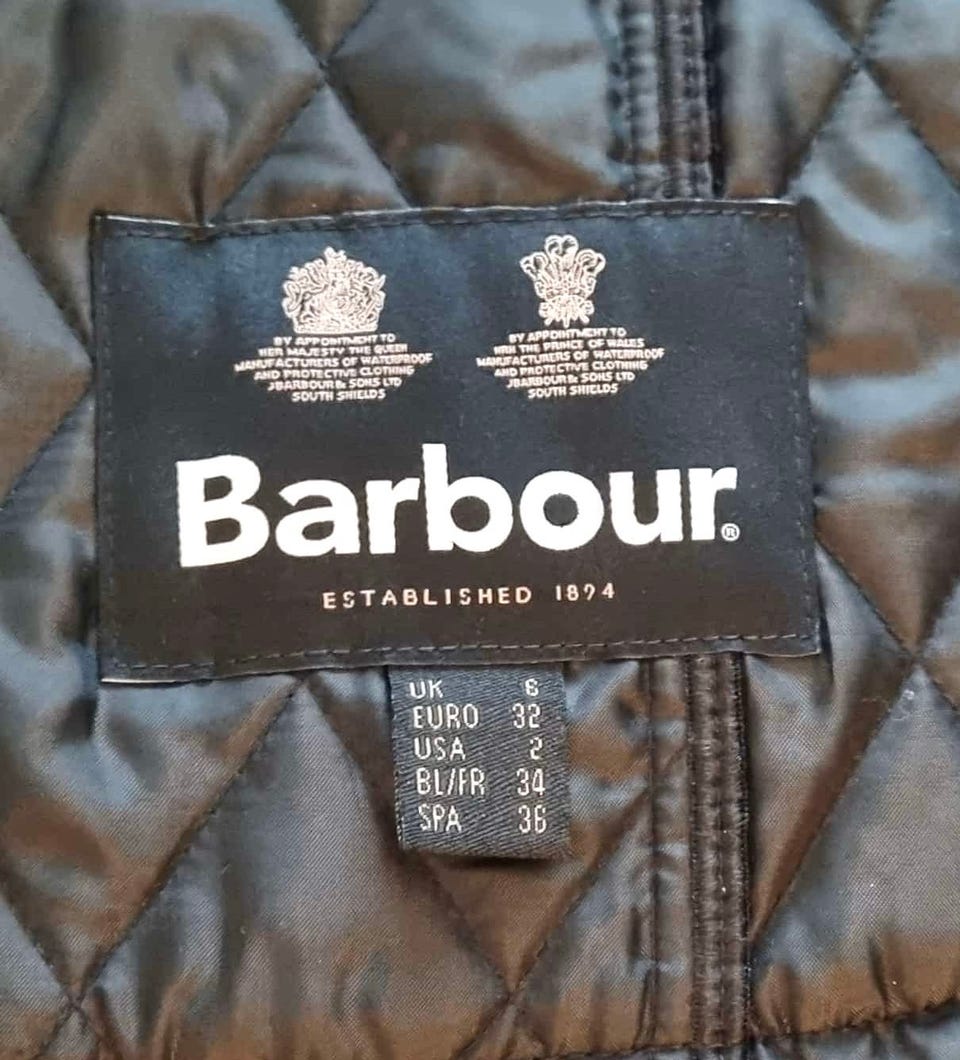 BY APPOINTMENT TO
HER MAJESTY THE QUEEN
MANUFACTURERS OF WATERPROOF
AND PROTECTIVE CLOTHING
J BARBOUR & SONS LTD
SOUTH SHIELDS
BY APPOINTMENT TO
HRH THE PRINCE OF WALES
MANUFACTURERS OF WATERPROOF
AND PROTECTIVE CLOTHING
J BARBOUR & SONS LTD
SOUTH SHIELDS
Barbour®
ESTABLISHED 1894
UK 6
EURO 32
USA 2
BL/FR 34
SPA 36